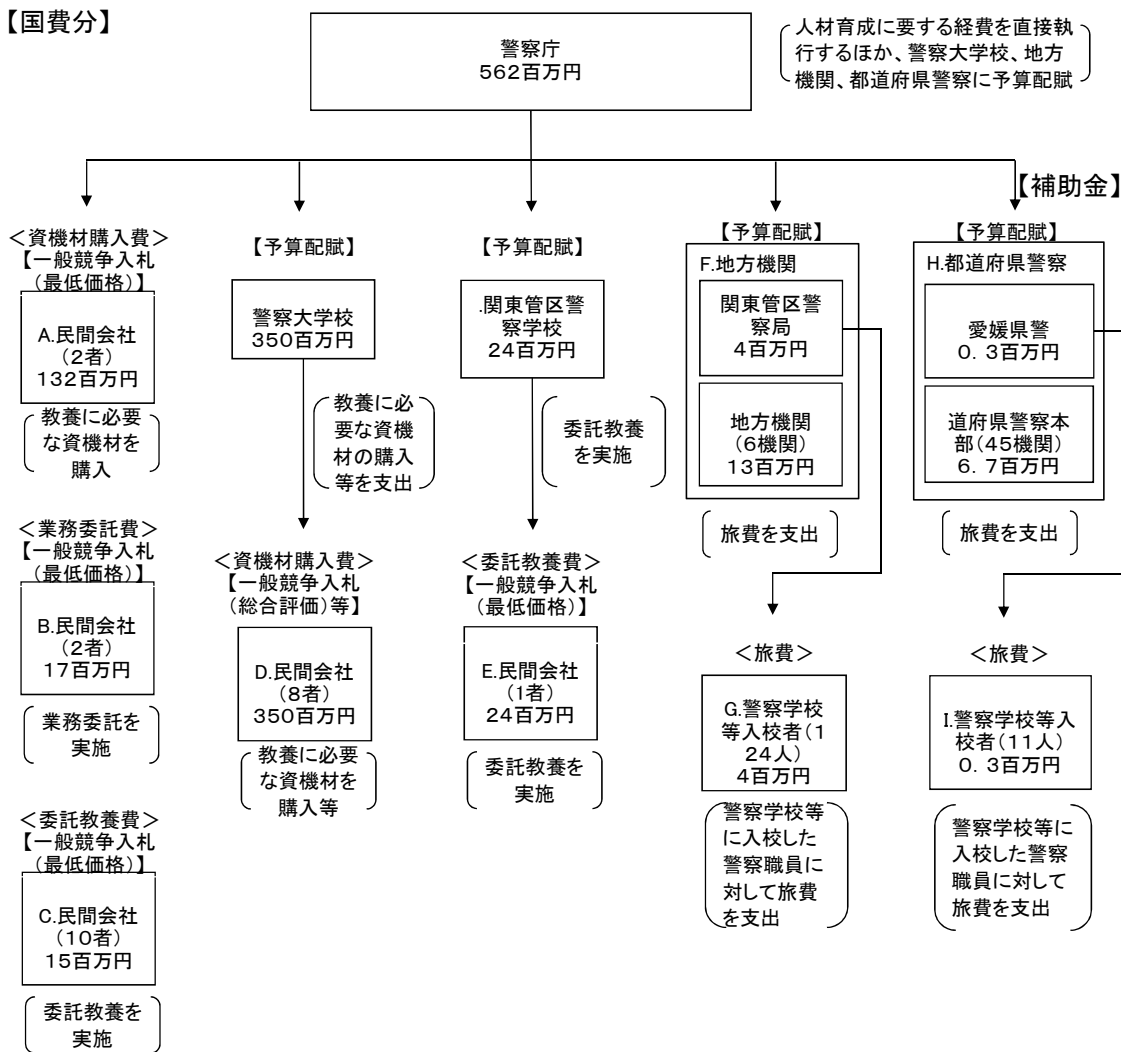 【国費分】
警察庁
562百万円
人材育成に要する経費を直接執
行するほか、警察大学校、地方
機関、都道府県警察に予算配賦
【補助金】
＜資機材購入費＞
【一般競争入札
(最低価格)】
A.民間会社
(2者)
132百万円
教養に必要
な資機材を
購入
＜業務委託費＞
【一般競争入札
(最低価格)】
B.民間会社
(2者)
17百万円
業務委託を
実施
＜委託教養費＞
【一般競争入札
(最低価格)】
C.民間会社
(10者)
15百万円
委託教養を
実施
【予算配賦】
警察大学校
350百万円
教養に必
要な資機
材の購入
等を支出
＜資機材購入費＞
【一般競争入札
(総合評価)等】
D.民間会社
(8者)
350百万円
教養に必要
な資機材を
購入等
【予算配賦】
.関東管区警
察学校
24百万円
委託教養
を実施
＜委託教養費＞
【一般競争入札
(最低価格)】
E.民間会社
(1者)
24百万円
委託教養を
実施
【予算配賦】
F.地方機関
関東管区警
察局
4百万円
地方機関
(6機関)
13百万円
旅費を支出
＜旅費＞
G.警察学校
等入校者(1
24人)
4百万円
警察学校等
に入校した
警察職員に
対して旅費
を支出
【予算配賦】
H.都道府県警察
愛媛県警
0.3百万円
道府県警察本
部(45機関)
6.7百万円
旅費を支出
＜旅費＞
I.警察学校等入
校者(11人)
0.3百万円
警察学校等に
入校した警察
職員に対して
旅費を支出